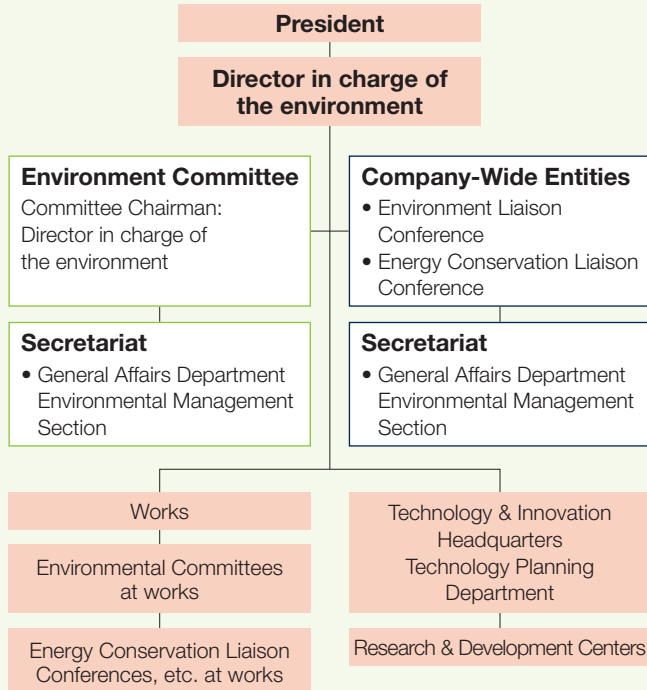 President
Director in charge of
the environment
Environment Committee
Committee Chairman:
Director in charge of
the environment
Company-Wide Entities
• Environment Liaison
Conference
• Energy Conservation Liaison
Conference
Secretariat
• General Affairs Department
Environmental Management
Section
Secretariat
• General Affairs Department
Environmental Management
Section
Works
Environmental Committees
at works
Energy Conservation Liaison
Conferences, etc. at works
Technology & Innovation
Headquarters
Technology Planning
Department
Research & Development Centers